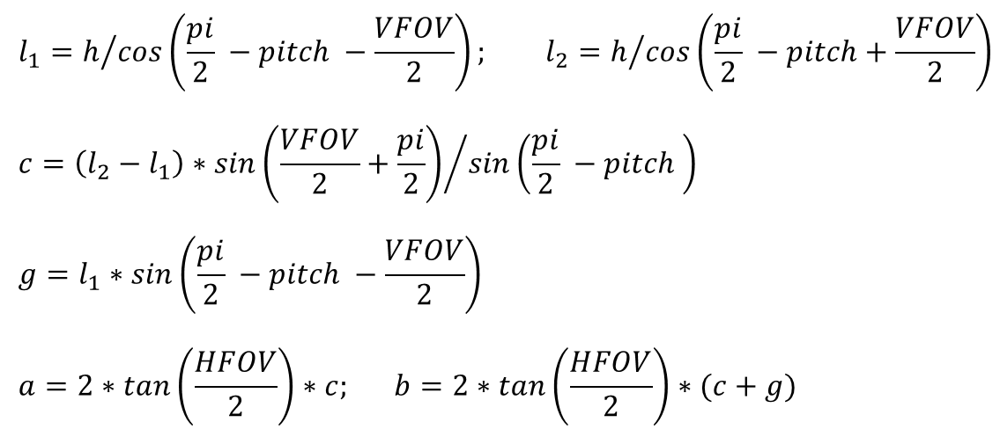 l₁ = h/cos(pi/2 − pitch − VFOV/2); l₂ = h/cos(pi/2 − pitch + VFOV/2)
c = (l₂ − l₁) * sin(VFOV/2 + pi/2)/sin(pi/2 − pitch)
g = l₁ * sin(pi/2 − pitch − VFOV/2)
a = 2 * tan(HFOV/2) * c; b = 2 * tan(HFOV/2) * (c + g)